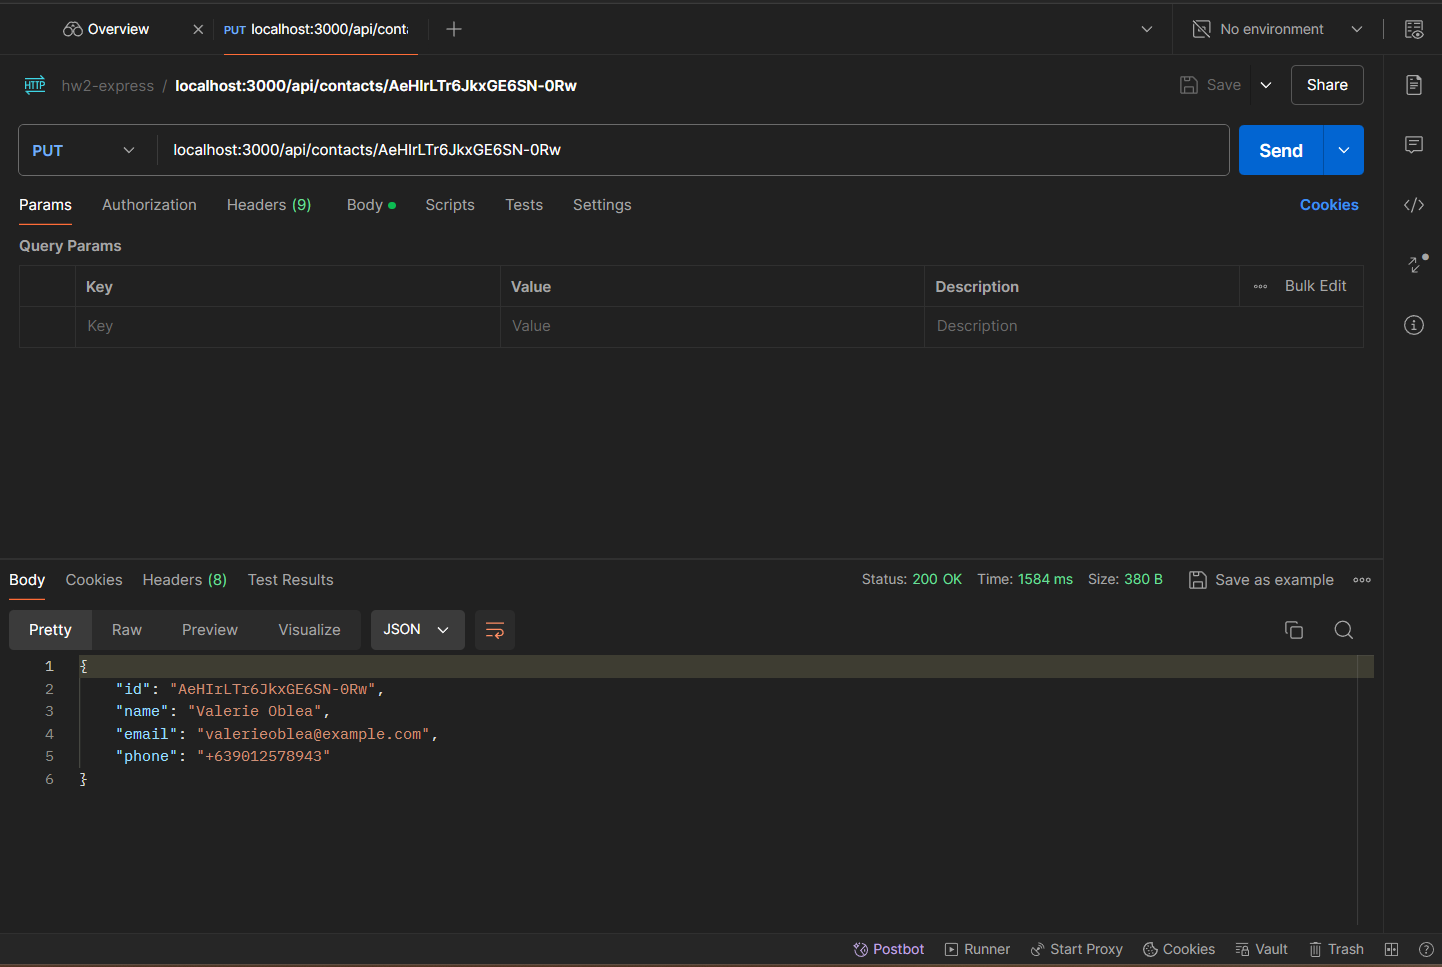 Overview
PUT localhost:3000/api/cont
No environment
HTTP hw2-express / localhost:3000/api/contacts/AeHIrLTr6JkxGE6SN-0Rw
Save
Share
PUT localhost:3000/api/contacts/AeHIrLTr6JkxGE6SN-0Rw
Send
Params Authorization Headers (9) Body Scripts Tests Settings Cookies
Query Params
Key Value Description Bulk Edit
Key Value Description
Body Cookies Headers (8) Test Results Status: 200 OK Time: 1584 ms Size: 380 B Save as example
Pretty Raw Preview Visualize JSON
1 {
2 "id": "AeHIrLTr6JkxGE6SN-0Rw",
3 "name": "Valerie Oblea",
4 "email": "valerieoblea@example.com",
5 "phone": "+639012578943"
6 }
Postbot Runner Start Proxy Cookies Vault Trash